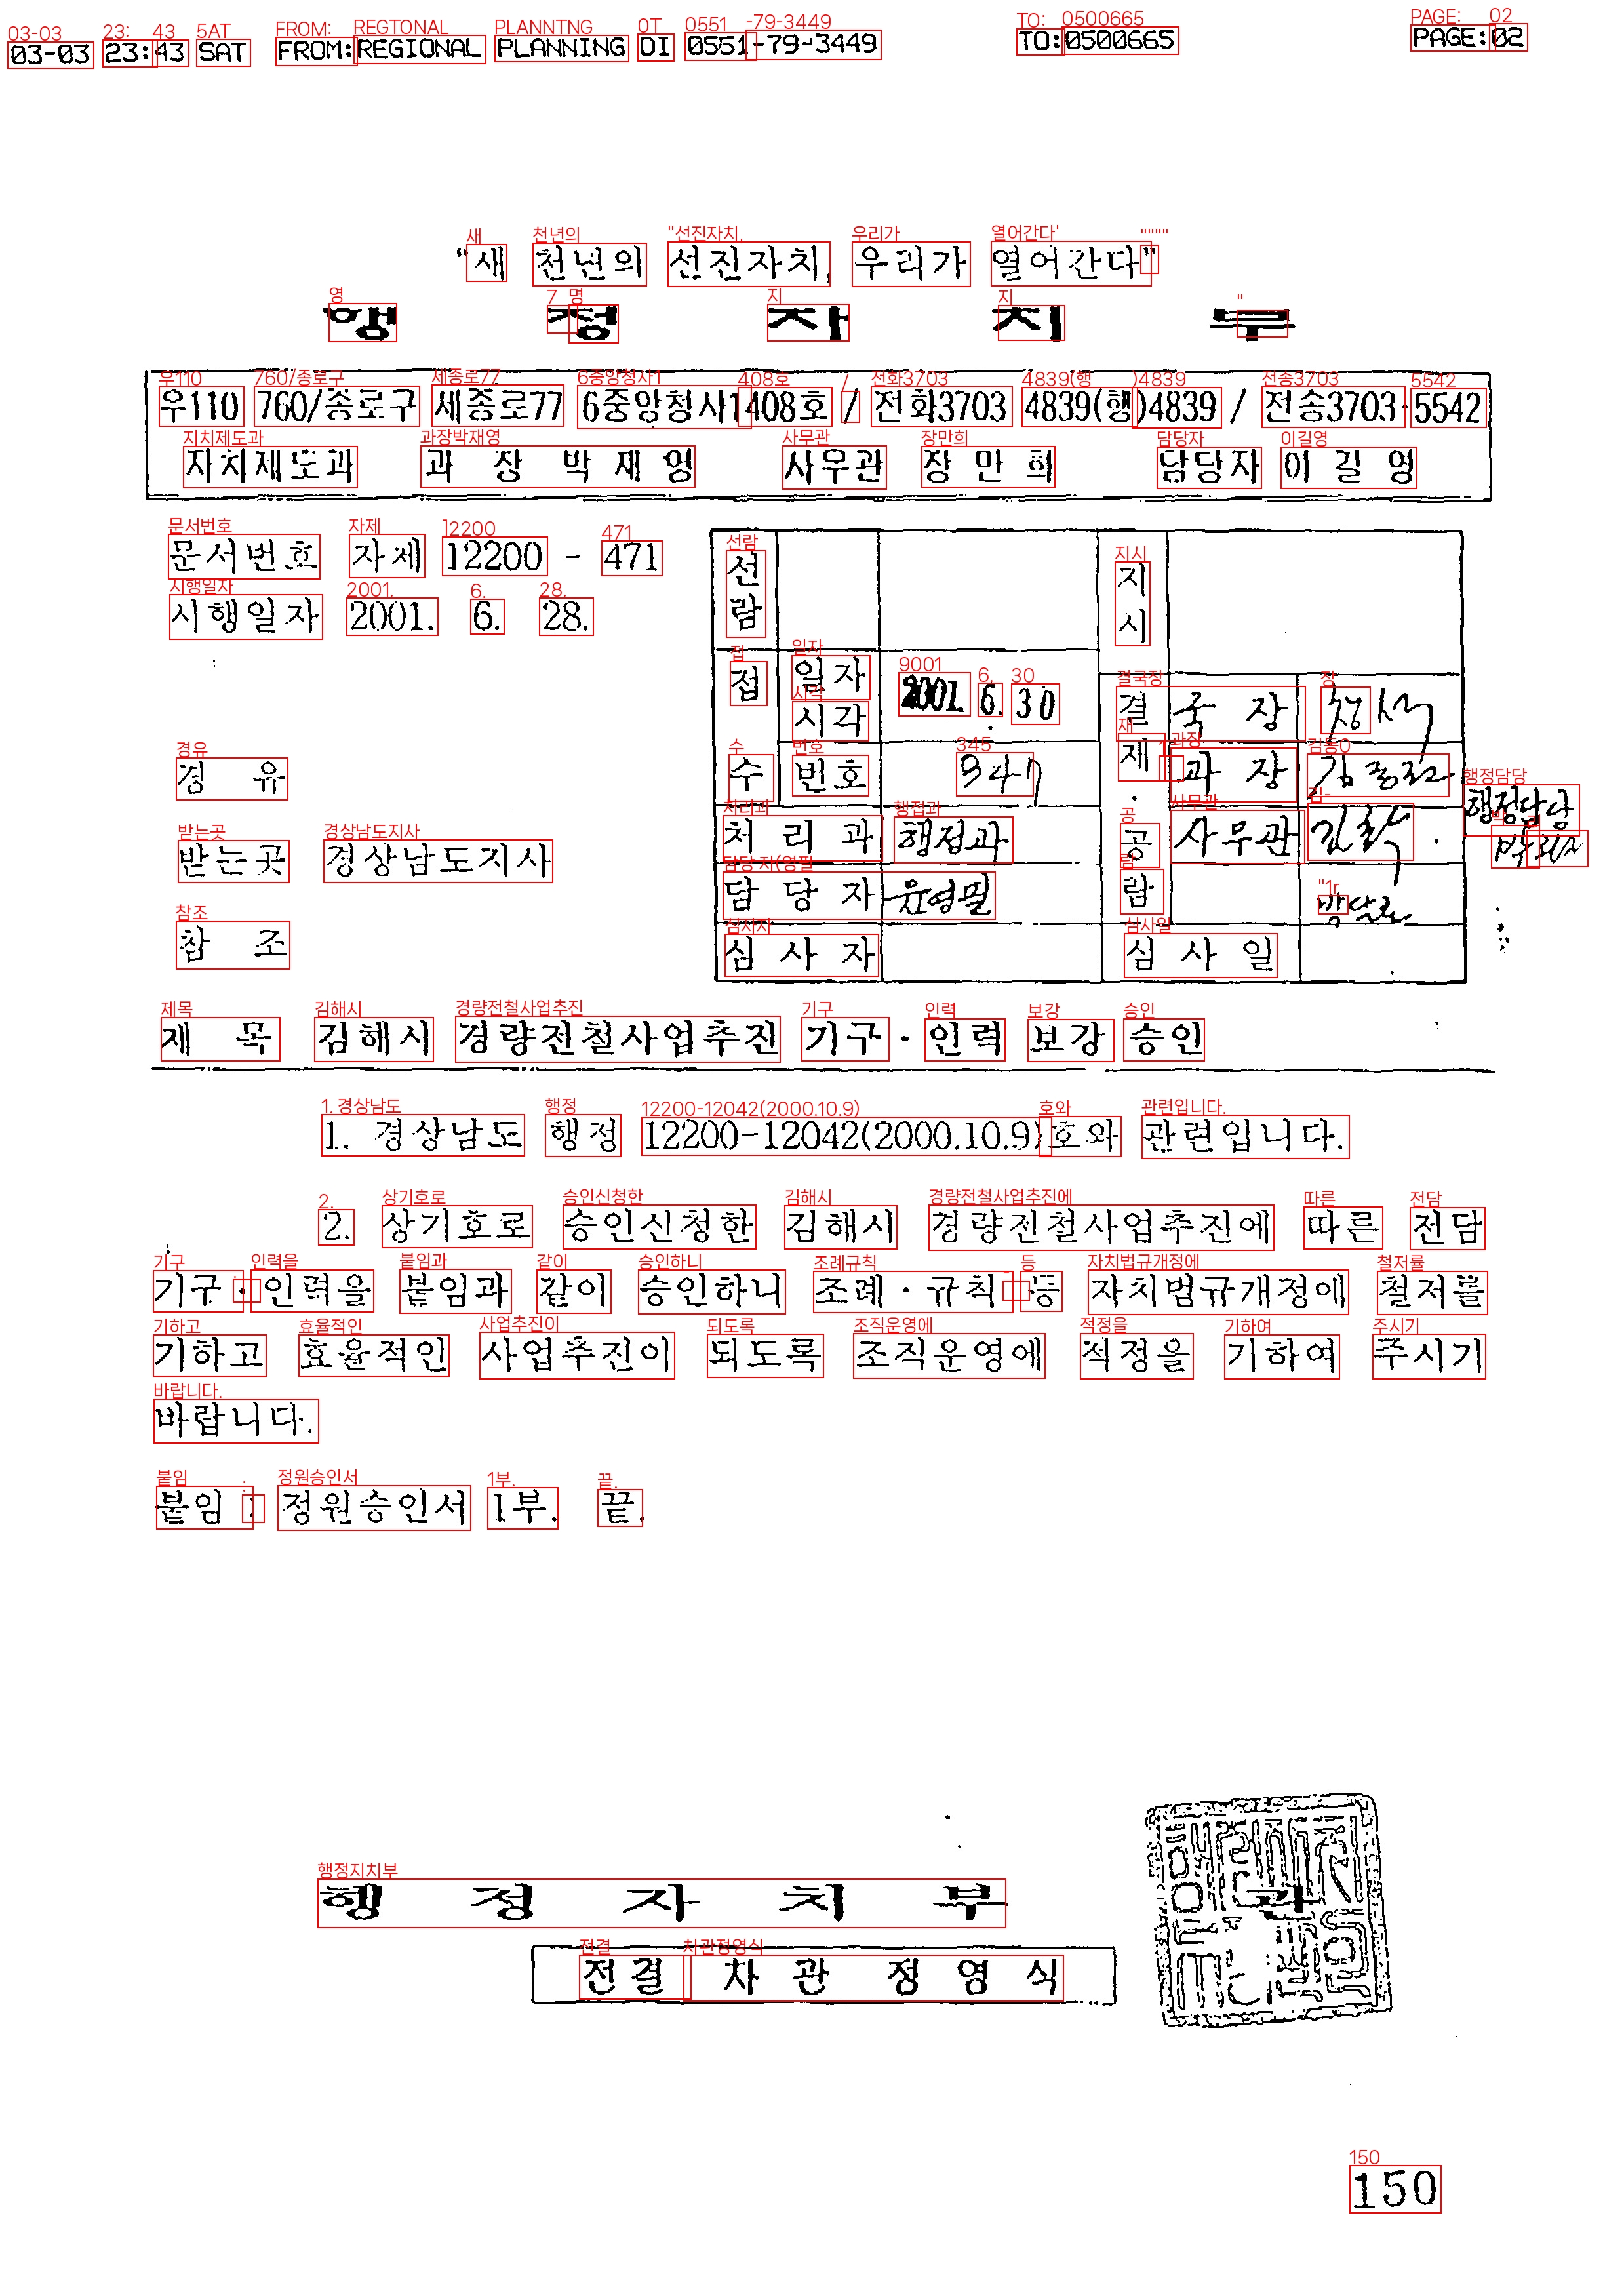 03-03 23:43 SAT FROM:REGIONAL PLANNING DI 0551-79-3449 TO:0500665 PAGE:02
“새 천년의 선진자치, 우리가 열어간다”
행 정 자 치 부
우110 760/종로구 세종로77 6중앙청사1408호 / 전화3703 4839(행)4839 / 전송3703-5542
자치제도과 과 장 박 재 영 사무관 장 만 희 담당자 이 길 영
문서번호 자제 12200 - 471
시행일자 2001. 6. 28.
선람 지시
접수 일자 시각 2001. 6. 30
결재·공람 국 장
번호 347
과 장
경 유
처 리 과 행정과
사무관
행정담당
받는곳 경상남도지사
담 당 자 윤영필
참 조
심 사 자 심 사 일
제 목 김해시 경량전철사업추진 기구·인력 보강 승인
1. 경상남도 행정 12200-12042(2000.10.9)호와 관련입니다.
2. 상기호로 승인신청한 김해시 경량전철사업추진에 따른 전담
기구·인력을 붙임과 같이 승인하니 조례·규칙 등 자치법규개정에 철저를
기하고 효율적인 사업추진이 되도록 조직운영에 적정을 기하여 주시기
바랍니다.
붙임 : 정원승인서 1부. 끝.
행 정 자 치 부 관
전결 차 관 정 영 식
150